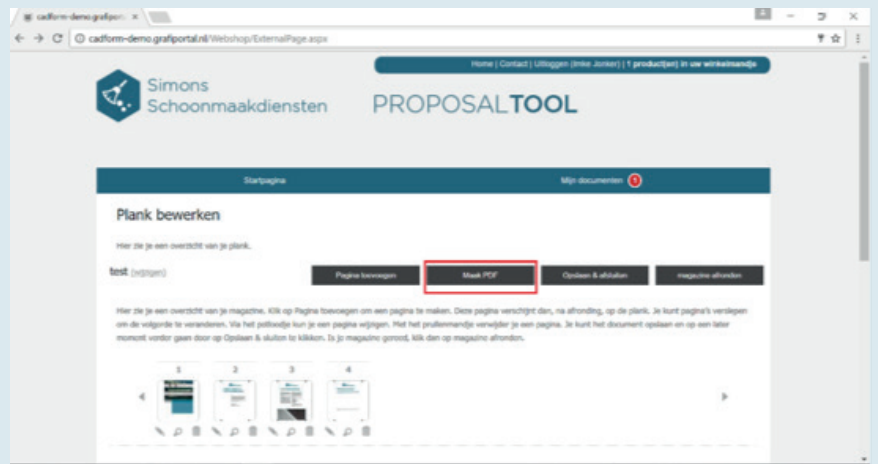 cadform-demo.grafiport
cadform-demo.grafiportal.nl/Webshop/ExternalPage.aspx
Home | Contact | Uitloggen (Imke Jonker) | 1 product(en) in uw winkelmandje
Simons
Schoonmaakdiensten
PROPOSALTOOL
Startpagina
Mijn documenten 1
Plank bewerken
Hier zie je een overzicht van je plank.
test (wijzigen)
Pagina toevoegen
Maak PDF
Opslaan & afsluiten
magazine afronden
Hier zie je een overzicht van je magazine. Klik op Pagina toevoegen om een pagina te maken. Deze pagina verschijnt dan, na afronding, op de plank. Je kunt pagina's verslepen
om de volgorde te veranderen. Via het potloodje kun je een pagina wijzigen. Met het prullenmandje verwijder je een pagina. Je kunt het document opslaan en op een later
moment verder gaan door op Opslaan & sluiten te klikken. Is je magazine gereed, klik dan op magazine afronden.
1 2 3 4